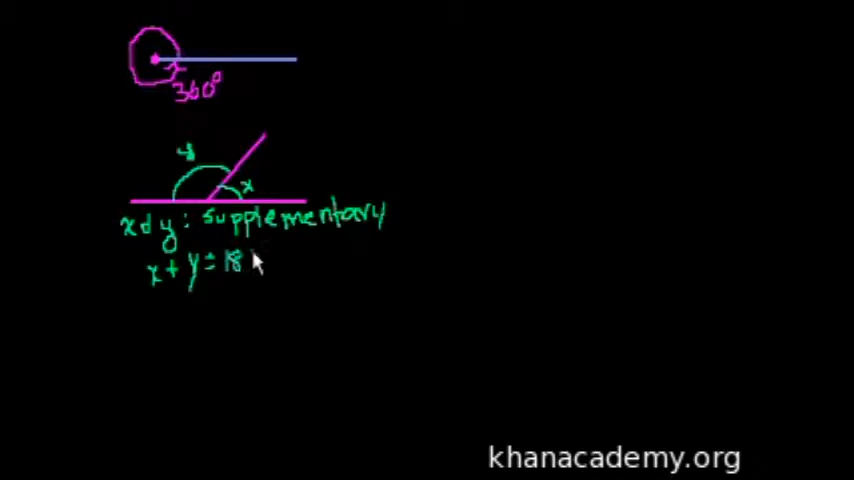 360°
y
x
x & y: supplementary
x + y = 18
khanacademy.org